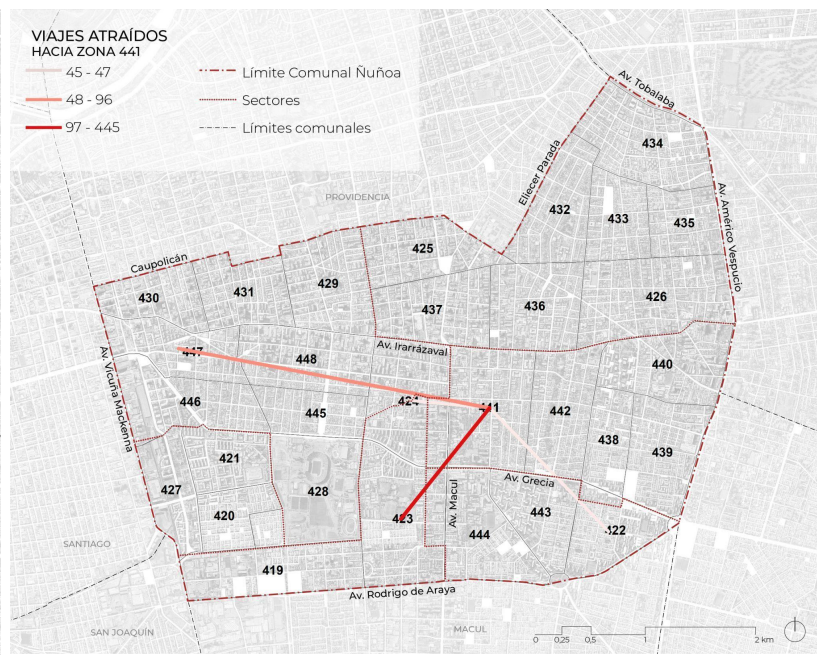 VIAJES ATRAÍDOS
HACIA ZONA 441
45 - 47
48 - 96
97 - 445
Límite Comunal Ñuñoa
Sectores
Límites comunales
Av. Tobalaba
434
Eliecer Parada
PROVIDENCIA
432
433
435
Av. Américo Vespucio
425
Caupolicán
430
431
429
437
436
426
Av. Irarrázaval
447
448
440
Av. Vicuña Mackenna
446
445
424
441
442
438
439
421
427
428
Av. Grecia
420
423
Av. Macul
443
444
422
SANTIAGO
419
Av. Rodrigo de Araya
SAN JOAQUÍN
MACUL
0 0,25 0,5 1 2 km